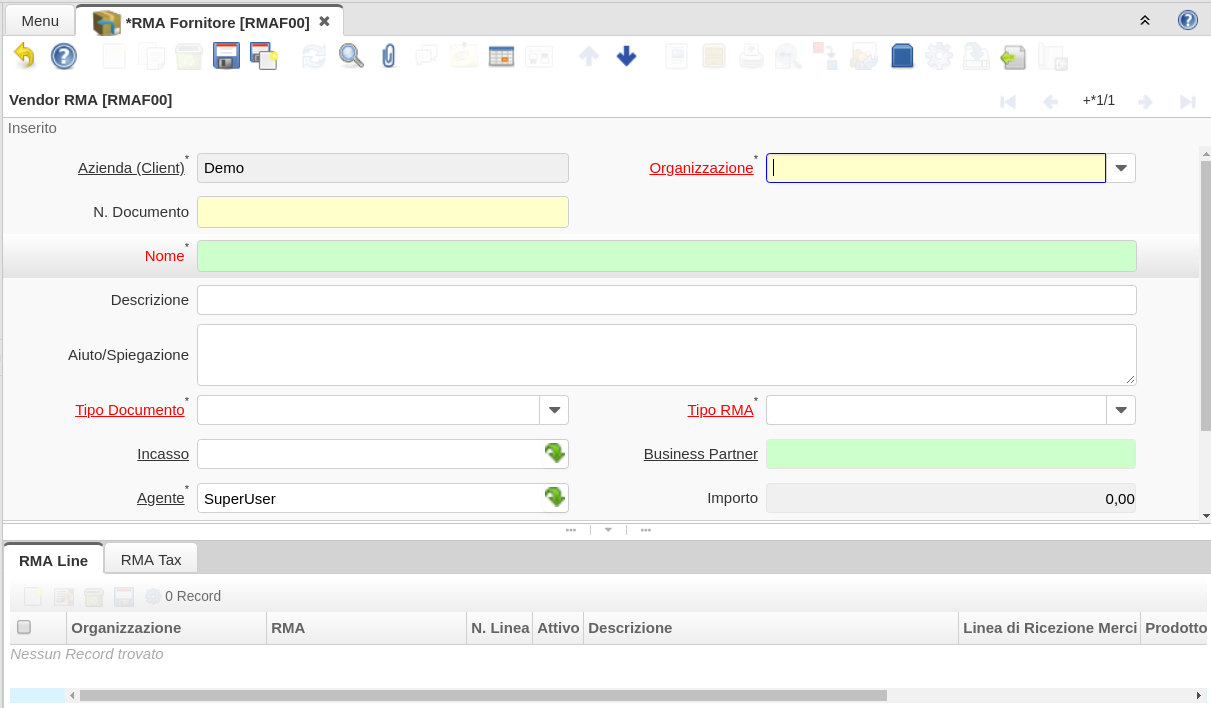 Menu *RMA Fornitore [RMAF00]
Vendor RMA [RMAF00] +*1/1
Inserito
Azienda (Client)* Demo Organizzazione*
N. Documento
Nome*
Descrizione
Aiuto/Spiegazione
Tipo Documento* Tipo RMA*
Incasso Business Partner
Agente* SuperUser Importo 0,00
RMA Line RMA Tax
0 Record
Organizzazione RMA N. Linea Attivo Descrizione Linea di Ricezione Merci Prodotto
Nessun Record trovato